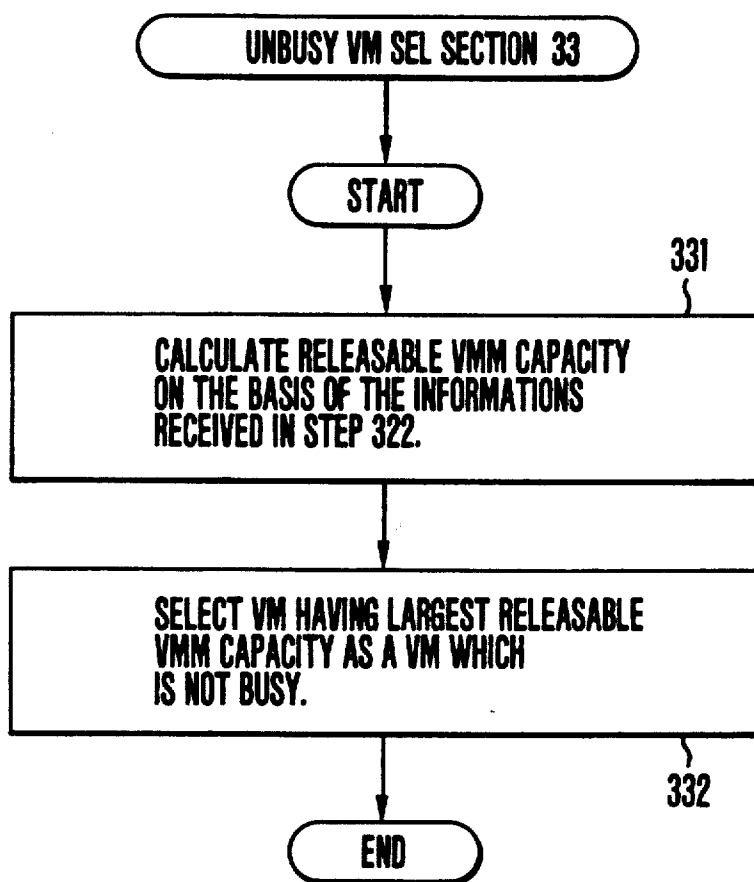 UNBUSY VM SEL SECTION 33
START
331
CALCULATE RELEASABLE VMM CAPACITY
ON THE BASIS OF THE INFORMATIONS
RECEIVED IN STEP 322.
SELECT VM HAVING LARGEST RELEASABLE
VMM CAPACITY AS A VM WHICH
IS NOT BUSY.
332
END